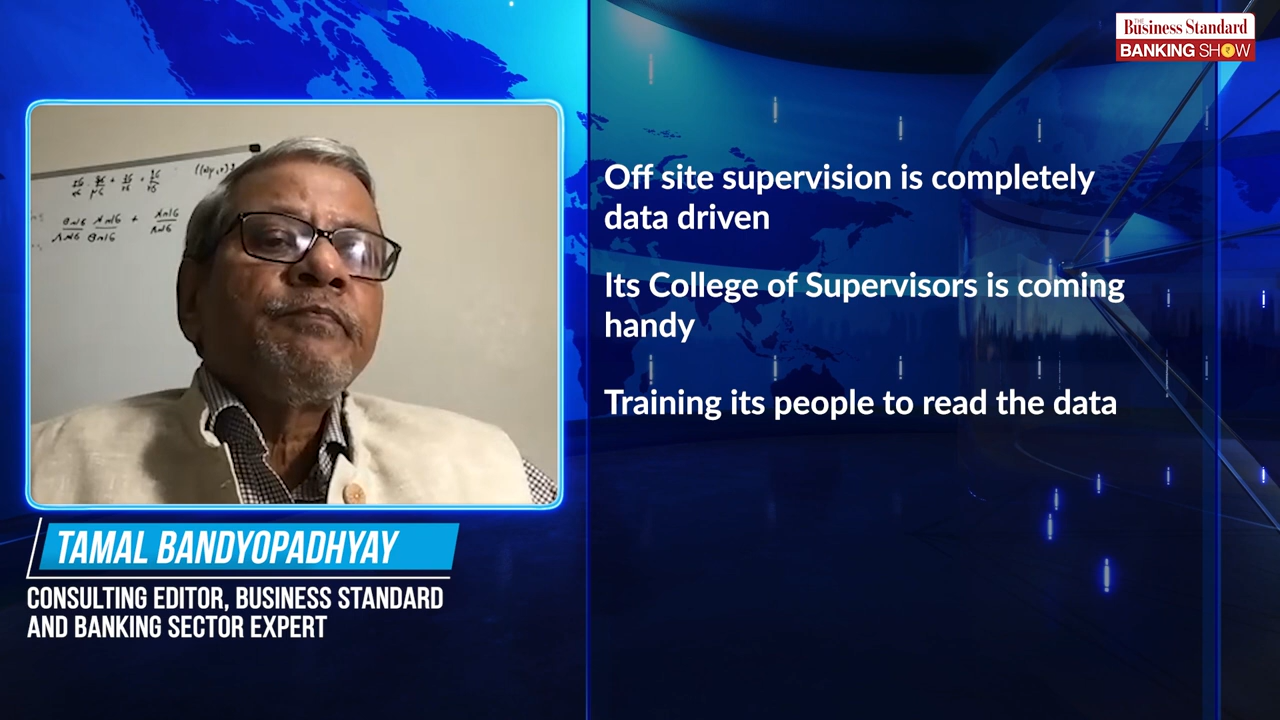 THE
Business Standard
BANKING SHOW
Off site supervision is completely
data driven
Its College of Supervisors is coming
handy
Training its people to read the data
TAMAL BANDYOPADHYAY
CONSULTING EDITOR, BUSINESS STANDARD
AND BANKING SECTOR EXPERT